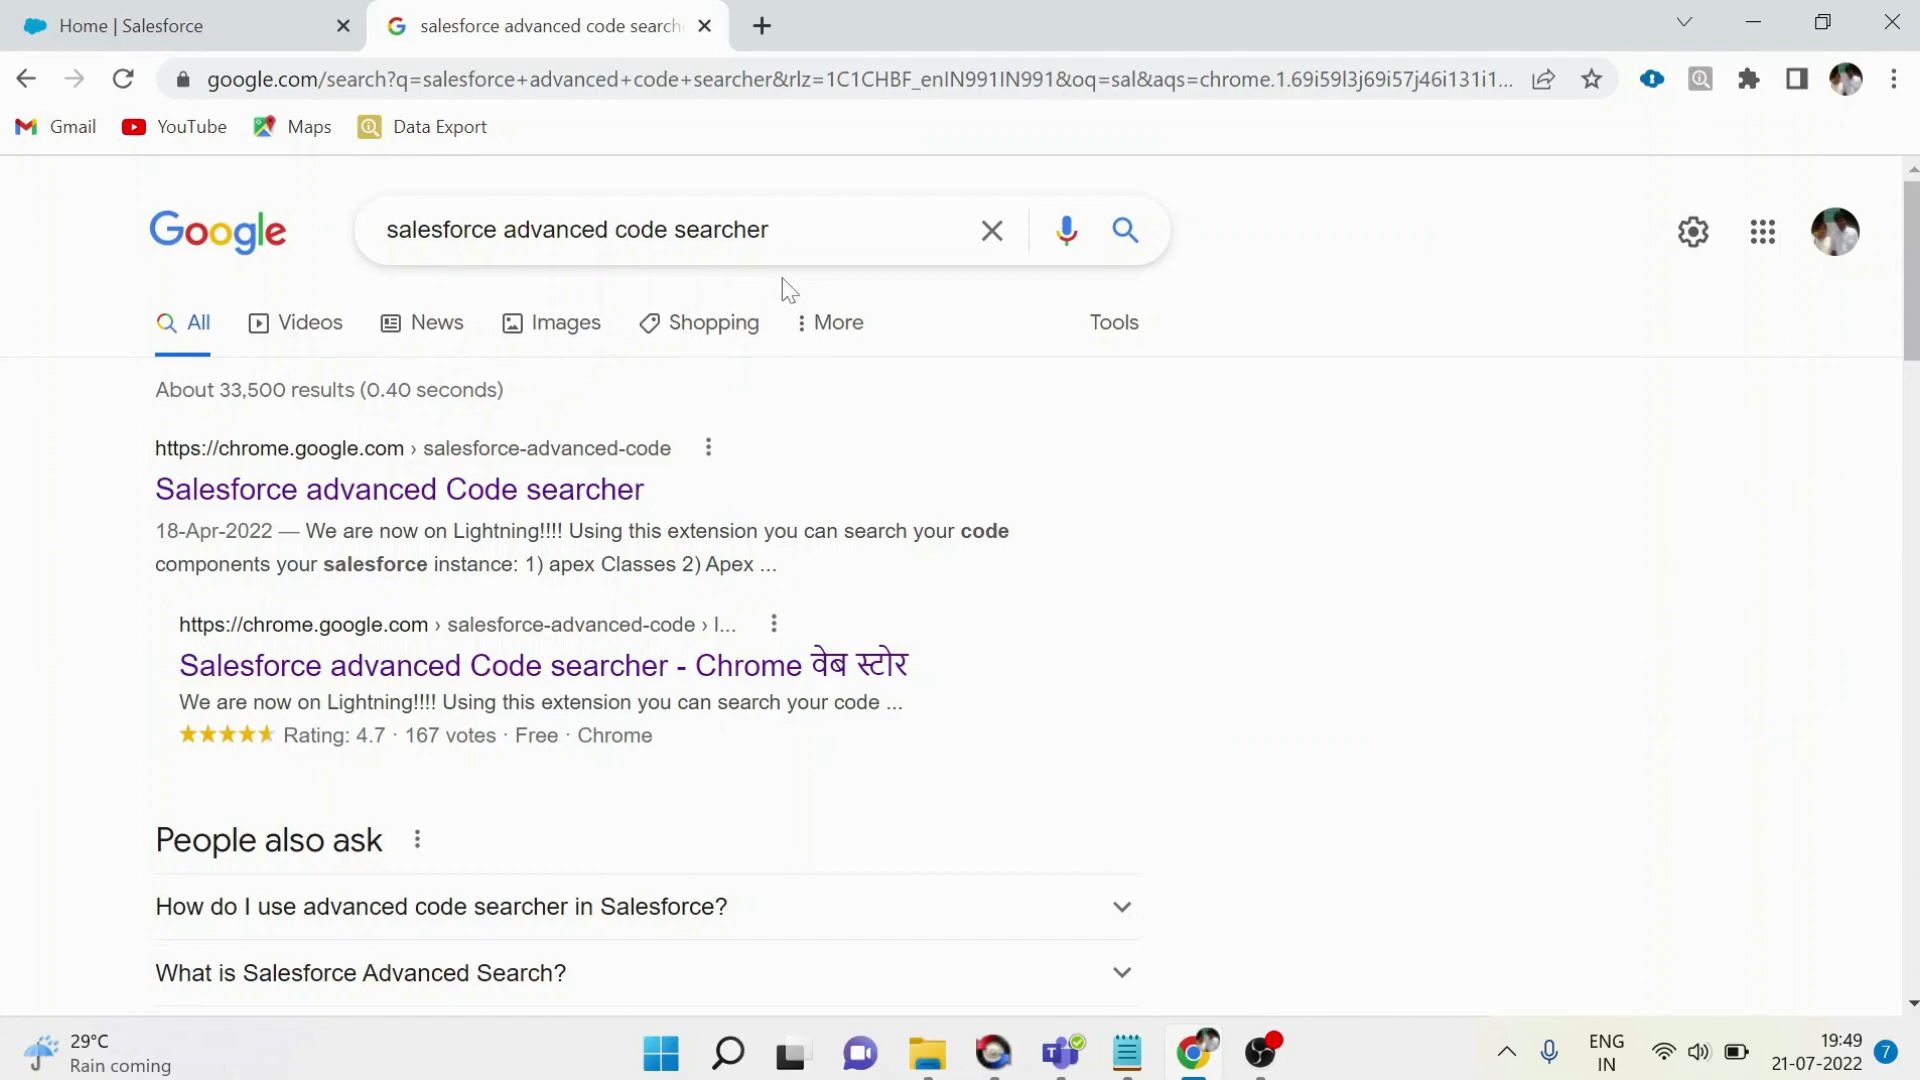 Home | Salesforce
salesforce advanced code search
google.com/search?q=salesforce+advanced+code+searcher&rlz=1C1CHBF_enIN991IN991&oq=sal&aqs=chrome.1.69i59l3j69i57j46i131i1...
Gmail
YouTube
Maps
Data Export
Google
salesforce advanced code searcher
All
Videos
News
Images
Shopping
More
Tools
About 33,500 results (0.40 seconds)
https://chrome.google.com › salesforce-advanced-code
Salesforce advanced Code searcher
18-Apr-2022 — We are now on Lightning!!!! Using this extension you can search your code
components your salesforce instance: 1) apex Classes 2) Apex ...
https://chrome.google.com › salesforce-advanced-code › l...
Salesforce advanced Code searcher - Chrome वेब स्टोर
We are now on Lightning!!!! Using this extension you can search your code ...
Rating: 4.7 · 167 votes · Free · Chrome
People also ask
How do I use advanced code searcher in Salesforce?
What is Salesforce Advanced Search?
29°C
Rain coming
ENG
IN
19:49
21-07-2022
7